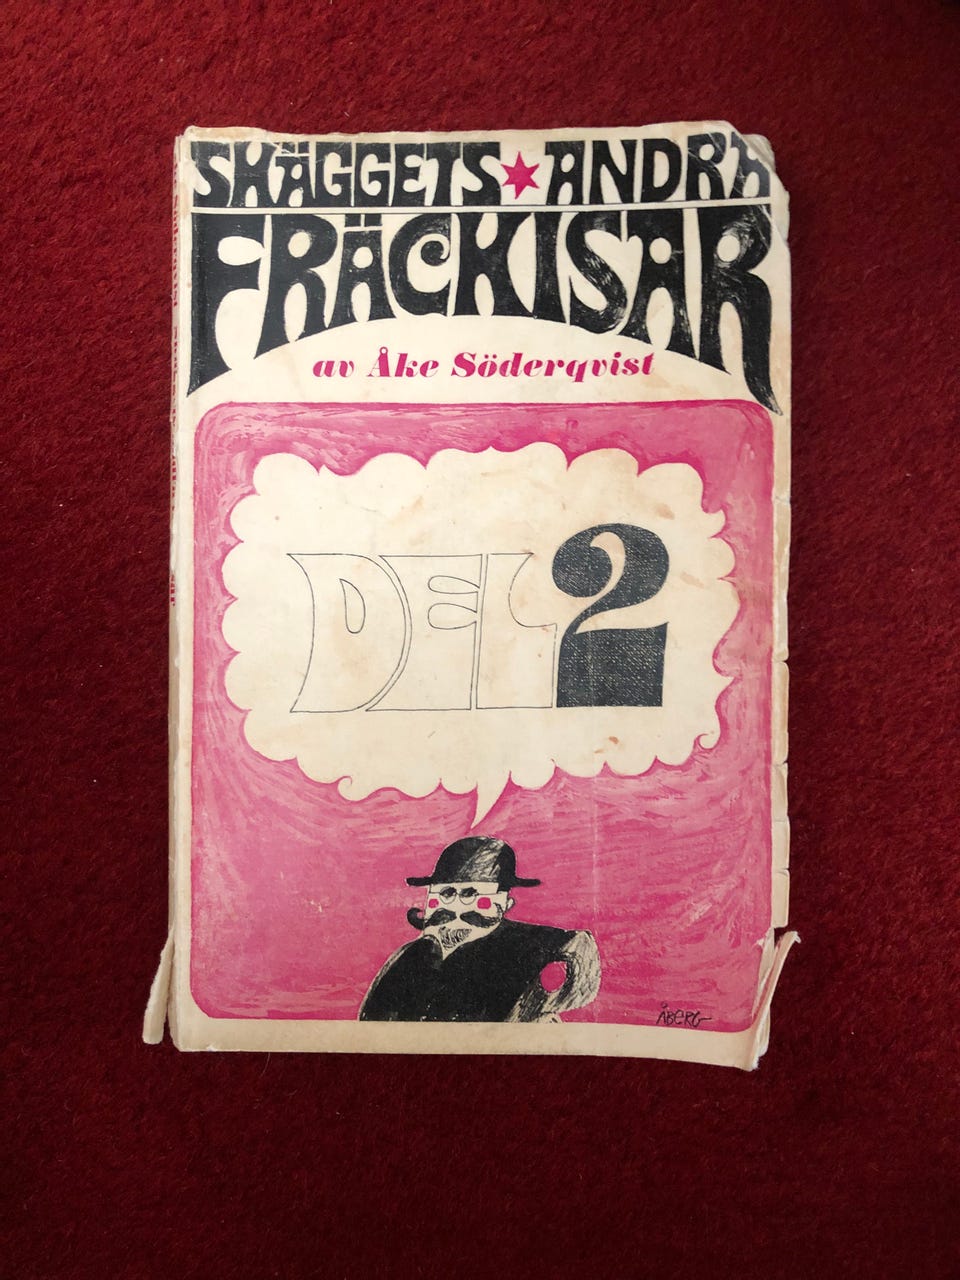 SKÄGGETS ANDRA
FRÄCKISAR
av Åke Söderqvist
DEL 2
ÅBERG